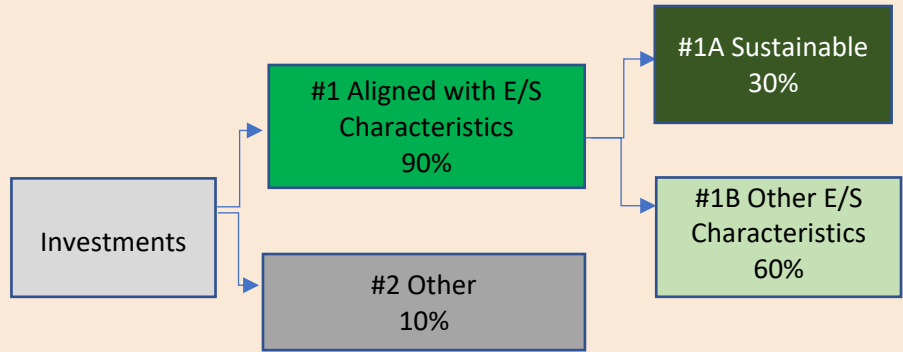 Investments
#1 Aligned with E/S
Characteristics
90%
#2 Other
10%
#1A Sustainable
30%
#1B Other E/S
Characteristics
60%